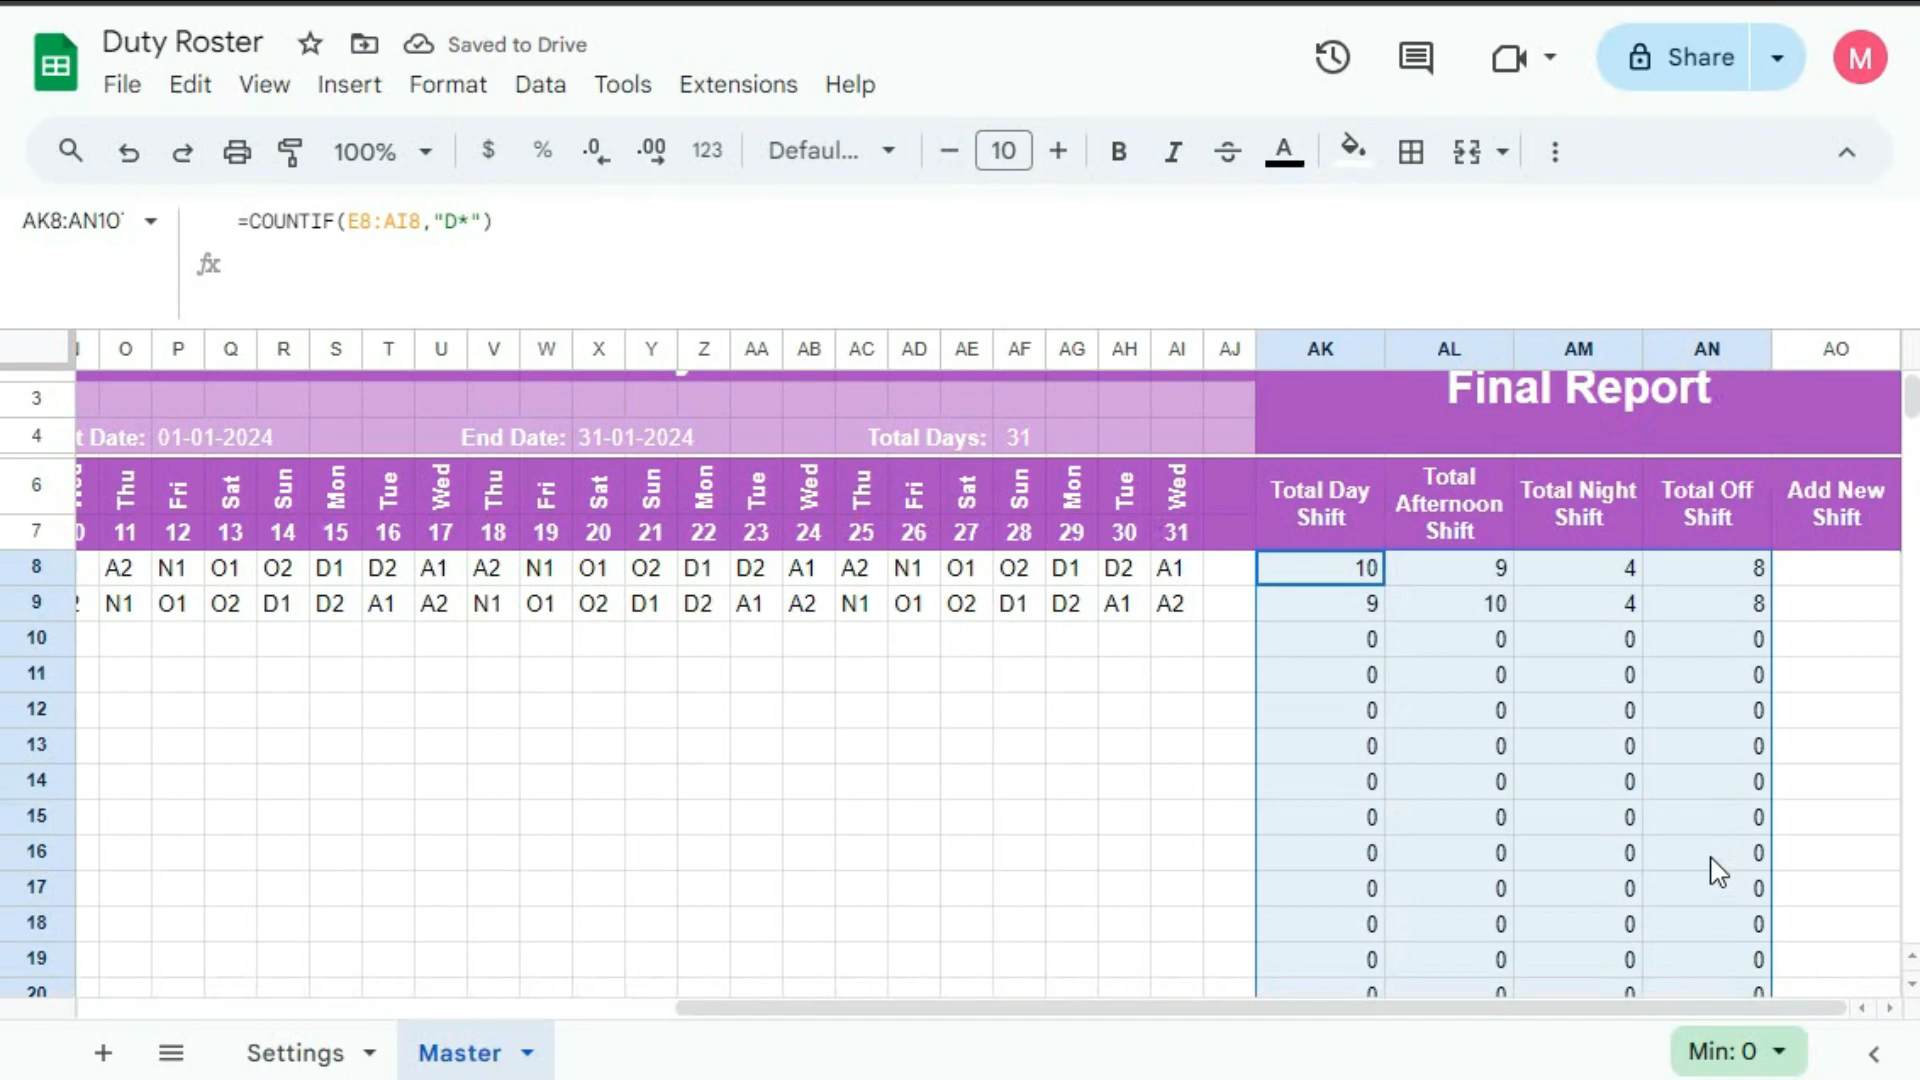 Duty Roster Saved to Drive
File Edit View Insert Format Data Tools Extensions Help
Share M
100% $ % .0 .00 123 Defaul... 10 B I A
AK8:AN10 =COUNTIF(E8:AI8,"D*")
fx
O P Q R S T U V W X Y Z AA AB AC AD AE AF AG AH AI AJ AK AL AM AN AO
3 Final Report
4 t Date: 01-01-2024 End Date: 31-01-2024 Total Days: 31
6 Thu Fri Sat Sun Mon Tue Wed Thu Fri Sat Sun Mon Tue Wed Thu Fri Sat Sun Mon Tue Wed Total Day Shift Total Afternoon Shift Total Night Shift Total Off Shift Add New Shift
7 0 11 12 13 14 15 16 17 18 19 20 21 22 23 24 25 26 27 28 29 30 31
8 A2 N1 O1 O2 D1 D2 A1 A2 N1 O1 O2 D1 D2 A1 A2 N1 O1 O2 D1 D2 A1 10 9 4 8
9 2 N1 O1 O2 D1 D2 A1 A2 N1 O1 O2 D1 D2 A1 A2 N1 O1 O2 D1 D2 A1 A2 9 10 4 8
10 0 0 0 0
11 0 0 0 0
12 0 0 0 0
13 0 0 0 0
14 0 0 0 0
15 0 0 0 0
16 0 0 0 0
17 0 0 0 0
18 0 0 0 0
19 0 0 0 0
20 0 0 0 0
Settings Master Min: 0